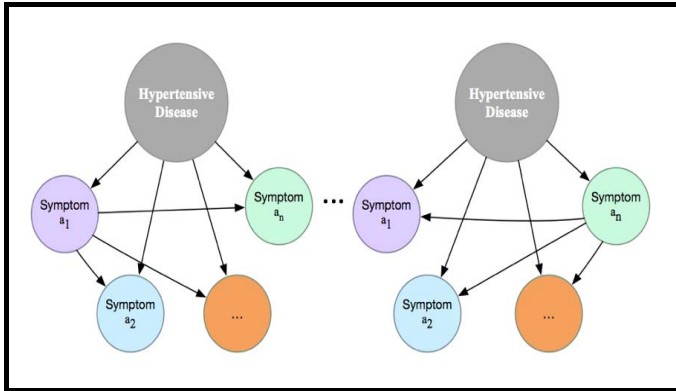 Hypertensive
Disease
Hypertensive
Disease
Symptom
a1
Symptom
an
...
Symptom
a1
Symptom
an
Symptom
a2
...
Symptom
a2
...